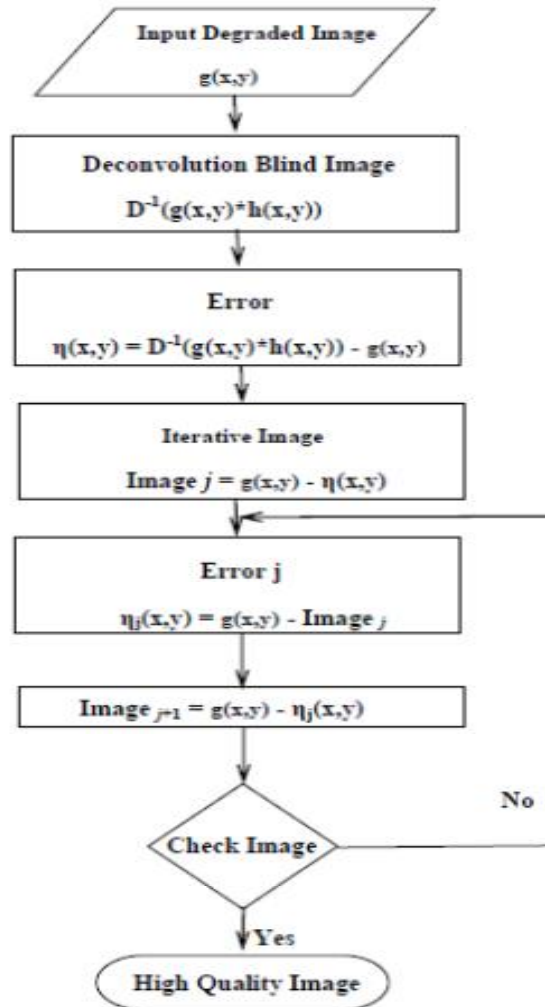 Input Degraded Image
g(x,y)
Deconvolution Blind Image
D⁻¹(g(x,y)*h(x,y))
Error
η(x,y) = D⁻¹(g(x,y)*h(x,y)) - g(x,y)
Iterative Image
Image j = g(x,y) - η(x,y)
Error j
ηⱼ(x,y) = g(x,y) - Image ⱼ
Image ⱼ₊₁ = g(x,y) - ηⱼ(x,y)
No
Check Image
Yes
High Quality Image